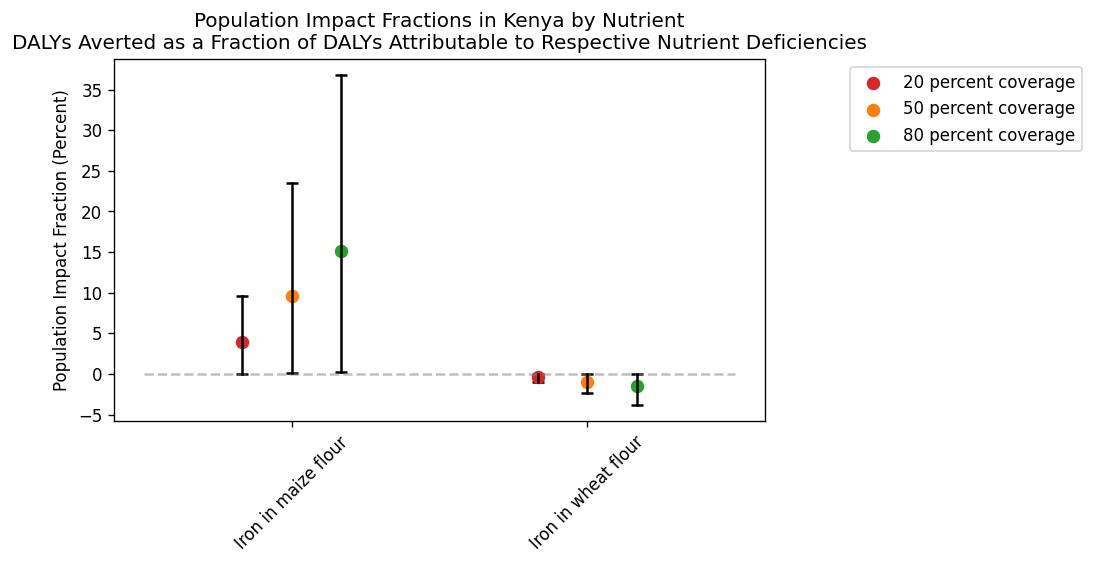 Population Impact Fractions in Kenya by Nutrient
DALYs Averted as a Fraction of DALYs Attributable to Respective Nutrient Deficiencies
20 percent coverage
50 percent coverage
80 percent coverage
Population Impact Fraction (Percent)
35
30
25
20
15
10
5
0
−5
Iron in maize flour
Iron in wheat flour